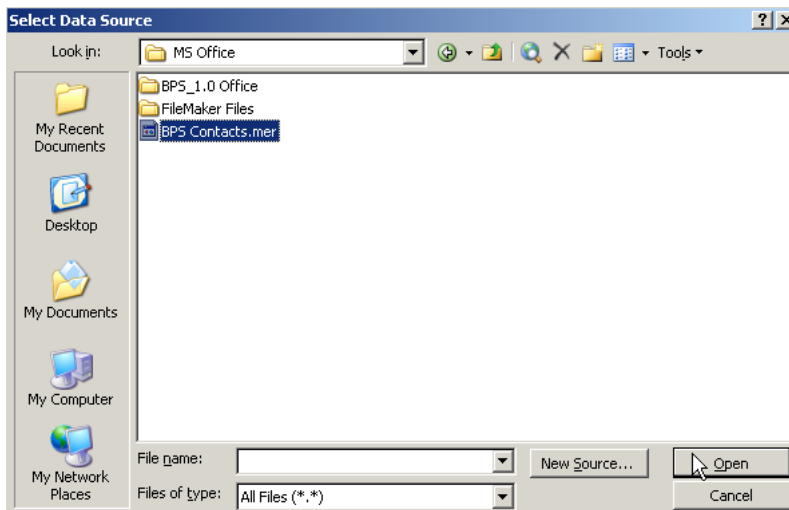 Select Data Source
Look in:
MS Office
Tools
BPS_1.0 Office
FileMaker Files
BPS Contacts.mer
My Recent
Documents
Desktop
My Documents
My Computer
My Network
Places
File name:
New Source...
Open
Files of type:
All Files (*.*)
Cancel